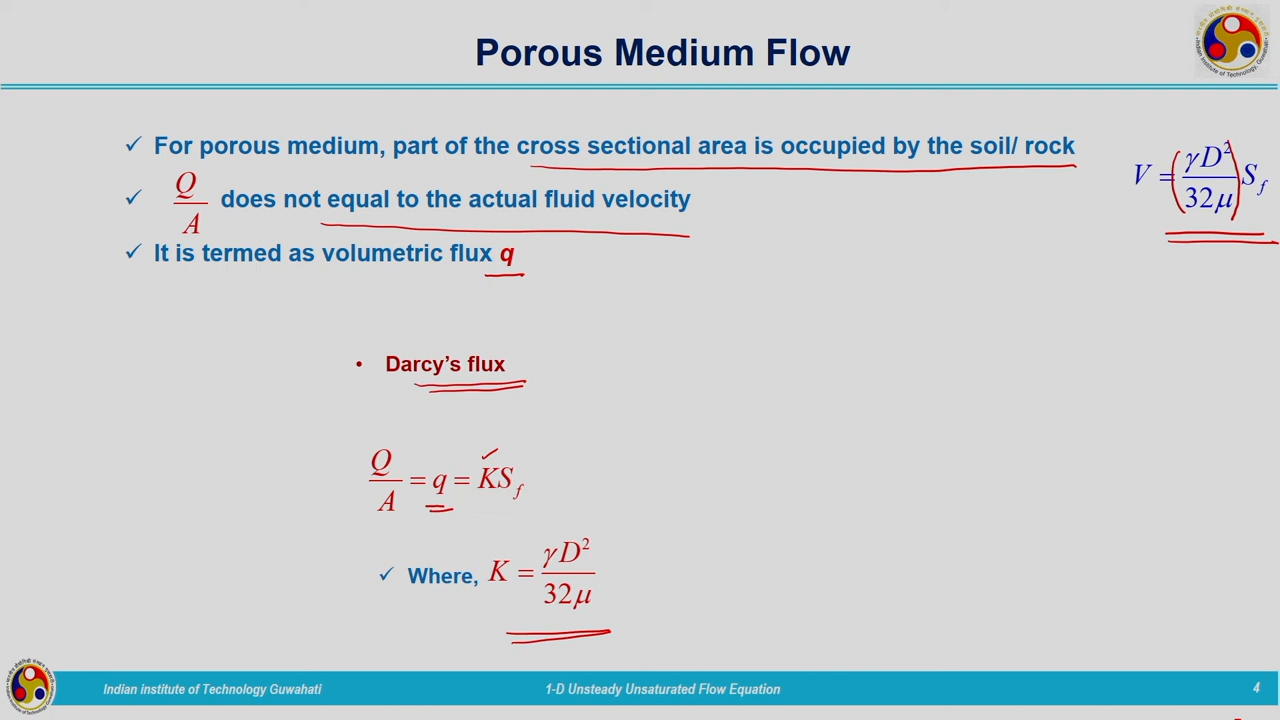 Porous Medium Flow
✓ For porous medium, part of the cross sectional area is occupied by the soil/ rock
V = (γD²/32μ) S_f
✓ Q/A does not equal to the actual fluid velocity
✓ It is termed as volumetric flux q
• Darcy's flux
Q/A = q = KS_f
✓ Where, K = γD²/32μ
Indian institute of Technology Guwahati
1-D Unsteady Unsaturated Flow Equation
4